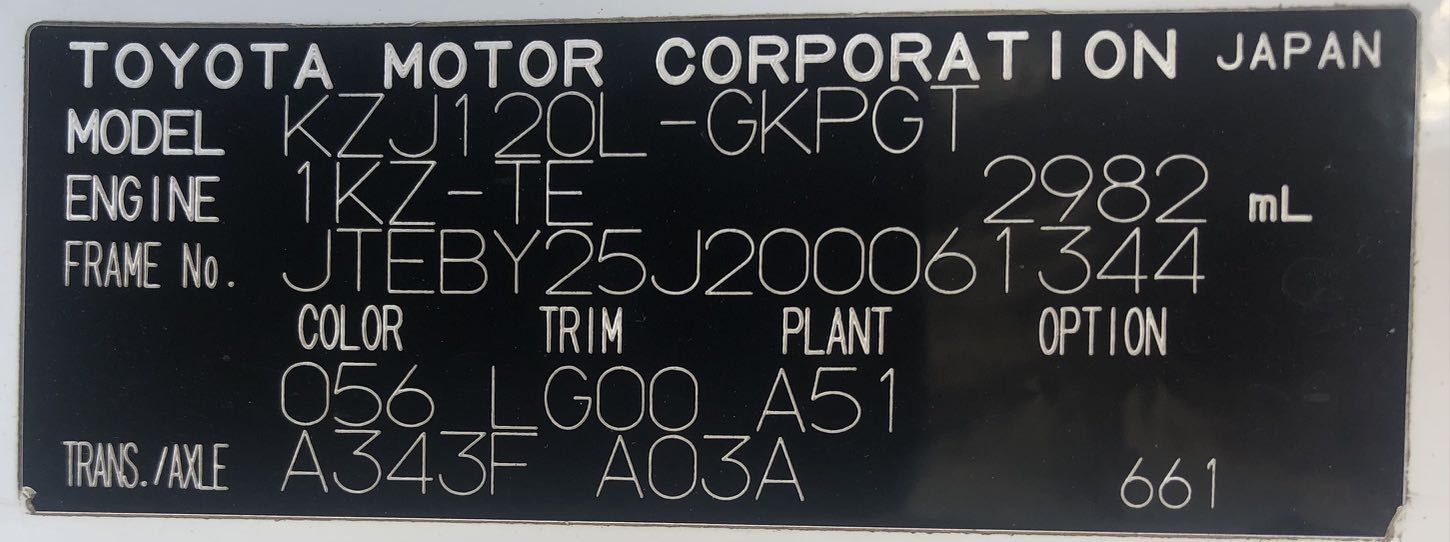 TOYOTA MOTOR CORPORATION JAPAN
MODEL KZJ120L-GKPGT
ENGINE 1KZ-TE 2982 mL
FRAME No. JTEBY25J200061344
COLOR TRIM PLANT OPTION
056 LG00 A51
TRANS./AXLE A343F A03A 661